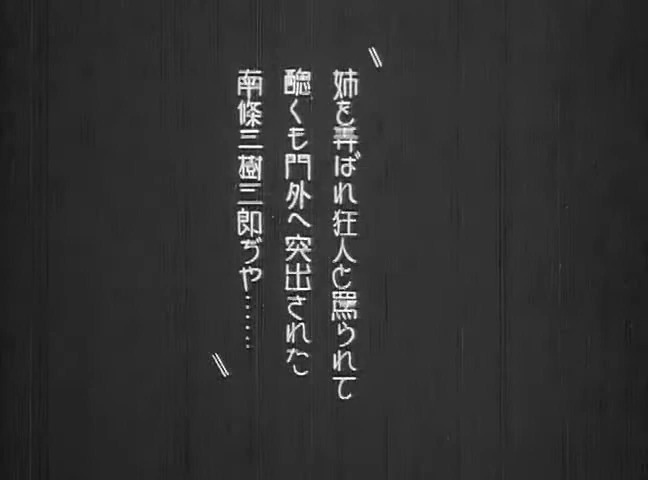 〝姉を弄ばれ狂人と罵られて
醜くも門外へ突出された
南條三樹三郎ぢや……〟